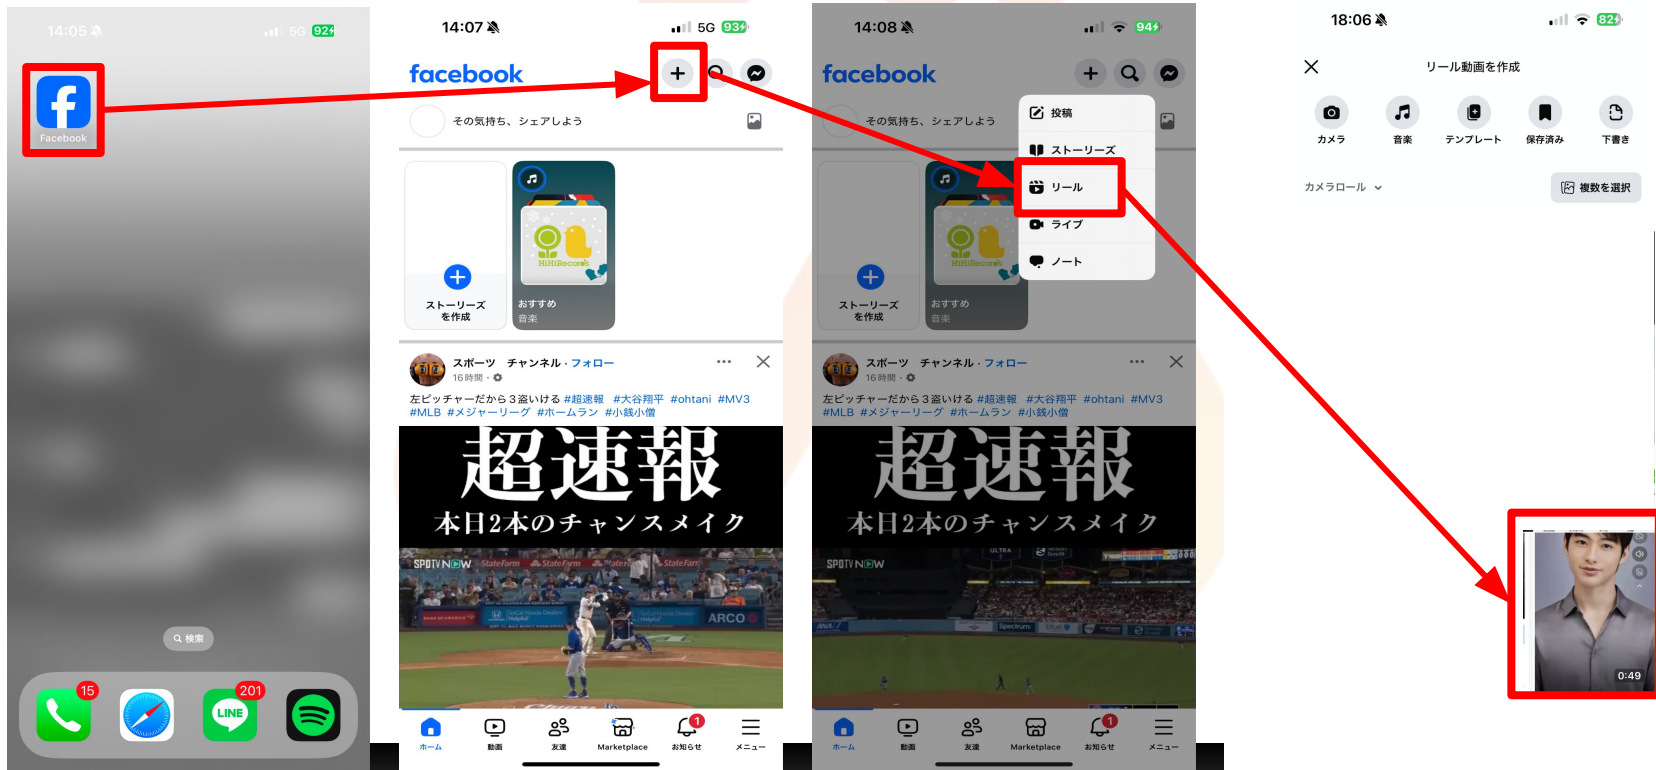 14:05
5G 92
Facebook
検索
15
201
LINE
14:07
5G 93
facebook
その気持ち、シェアしよう
HiHiRecords
ストーリーズ
を作成
おすすめ
音楽
スポーツ チャンネル・フォロー
16時間・
左ピッチャーだから3盗いける #超速報 #大谷翔平 #ohtani #MV3
#MLB #メジャーリーグ #ホームラン #小銭小僧
超速報
本日2本のチャンスメイク
SPOTV NOW
StateFarm
StateFarm
StateFarm
ARCO
ホーム
動画
友達
Marketplace
1
お知らせ
メニュー
14:08
94
facebook
その気持ち、シェアしよう
投稿
ストーリーズ
リール
ライブ
ノート
HiHiRecords
ストーリーズ
を作成
おすすめ
音楽
スポーツ チャンネル・フォロー
16時間・
左ピッチャーだから3盗いける #超速報 #大谷翔平 #ohtani #MV3
#MLB #メジャーリーグ #ホームラン #小銭小僧
超速報
本日2本のチャンスメイク
SPOTV NOW
ULTRA
Spectrum
ホーム
動画
友達
Marketplace
1
お知らせ
メニュー
18:06
82
リール動画を作成
カメラ
音楽
テンプレート
保存済み
下書き
カメラロール
複数を選択
0:49